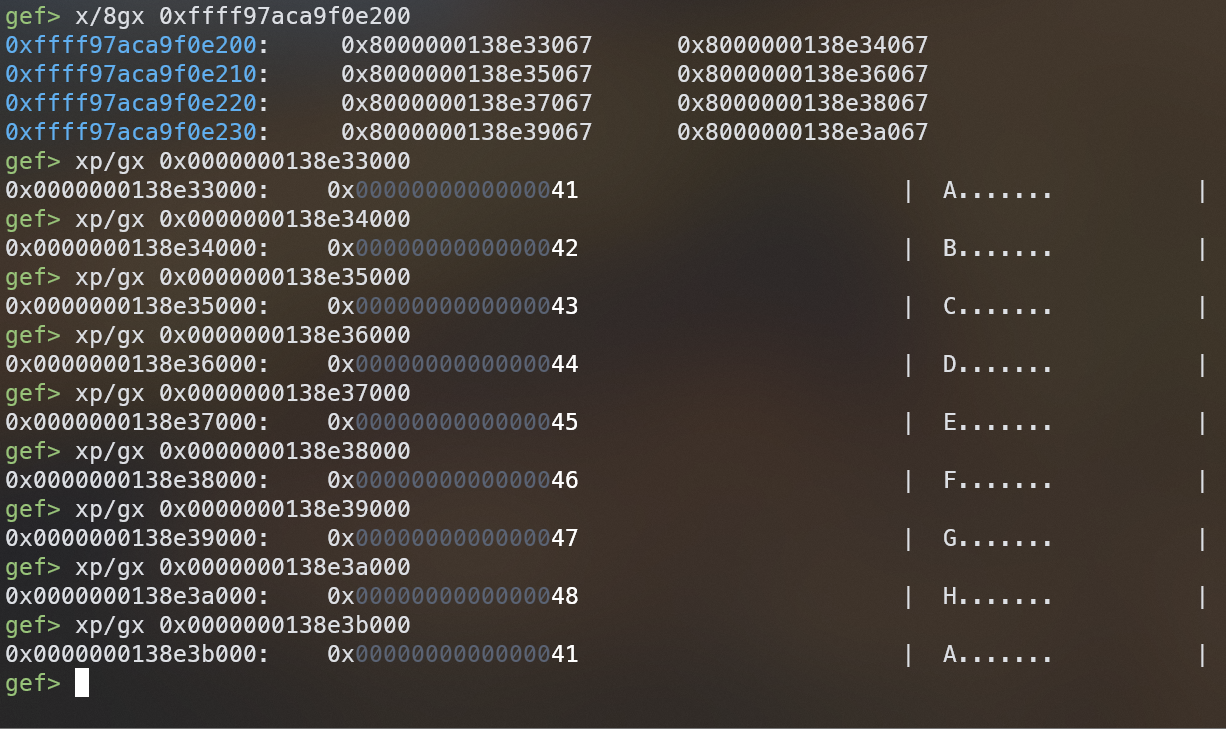 gef> x/8gx 0xffff97aca9f0e200
0xffff97aca9f0e200:     0x8000000138e33067      0x8000000138e34067
0xffff97aca9f0e210:     0x8000000138e35067      0x8000000138e36067
0xffff97aca9f0e220:     0x8000000138e37067      0x8000000138e38067
0xffff97aca9f0e230:     0x8000000138e39067      0x8000000138e3a067
gef> xp/gx 0x0000000138e33000
0x0000000138e33000:    0x0000000000000041    |  A.......    |
gef> xp/gx 0x0000000138e34000
0x0000000138e34000:    0x0000000000000042    |  B.......    |
gef> xp/gx 0x0000000138e35000
0x0000000138e35000:    0x0000000000000043    |  C.......    |
gef> xp/gx 0x0000000138e36000
0x0000000138e36000:    0x0000000000000044    |  D.......    |
gef> xp/gx 0x0000000138e37000
0x0000000138e37000:    0x0000000000000045    |  E.......    |
gef> xp/gx 0x0000000138e38000
0x0000000138e38000:    0x0000000000000046    |  F.......    |
gef> xp/gx 0x0000000138e39000
0x0000000138e39000:    0x0000000000000047    |  G.......    |
gef> xp/gx 0x0000000138e3a000
0x0000000138e3a000:    0x0000000000000048    |  H.......    |
gef> xp/gx 0x0000000138e3b000
0x0000000138e3b000:    0x0000000000000041    |  A.......    |
gef>